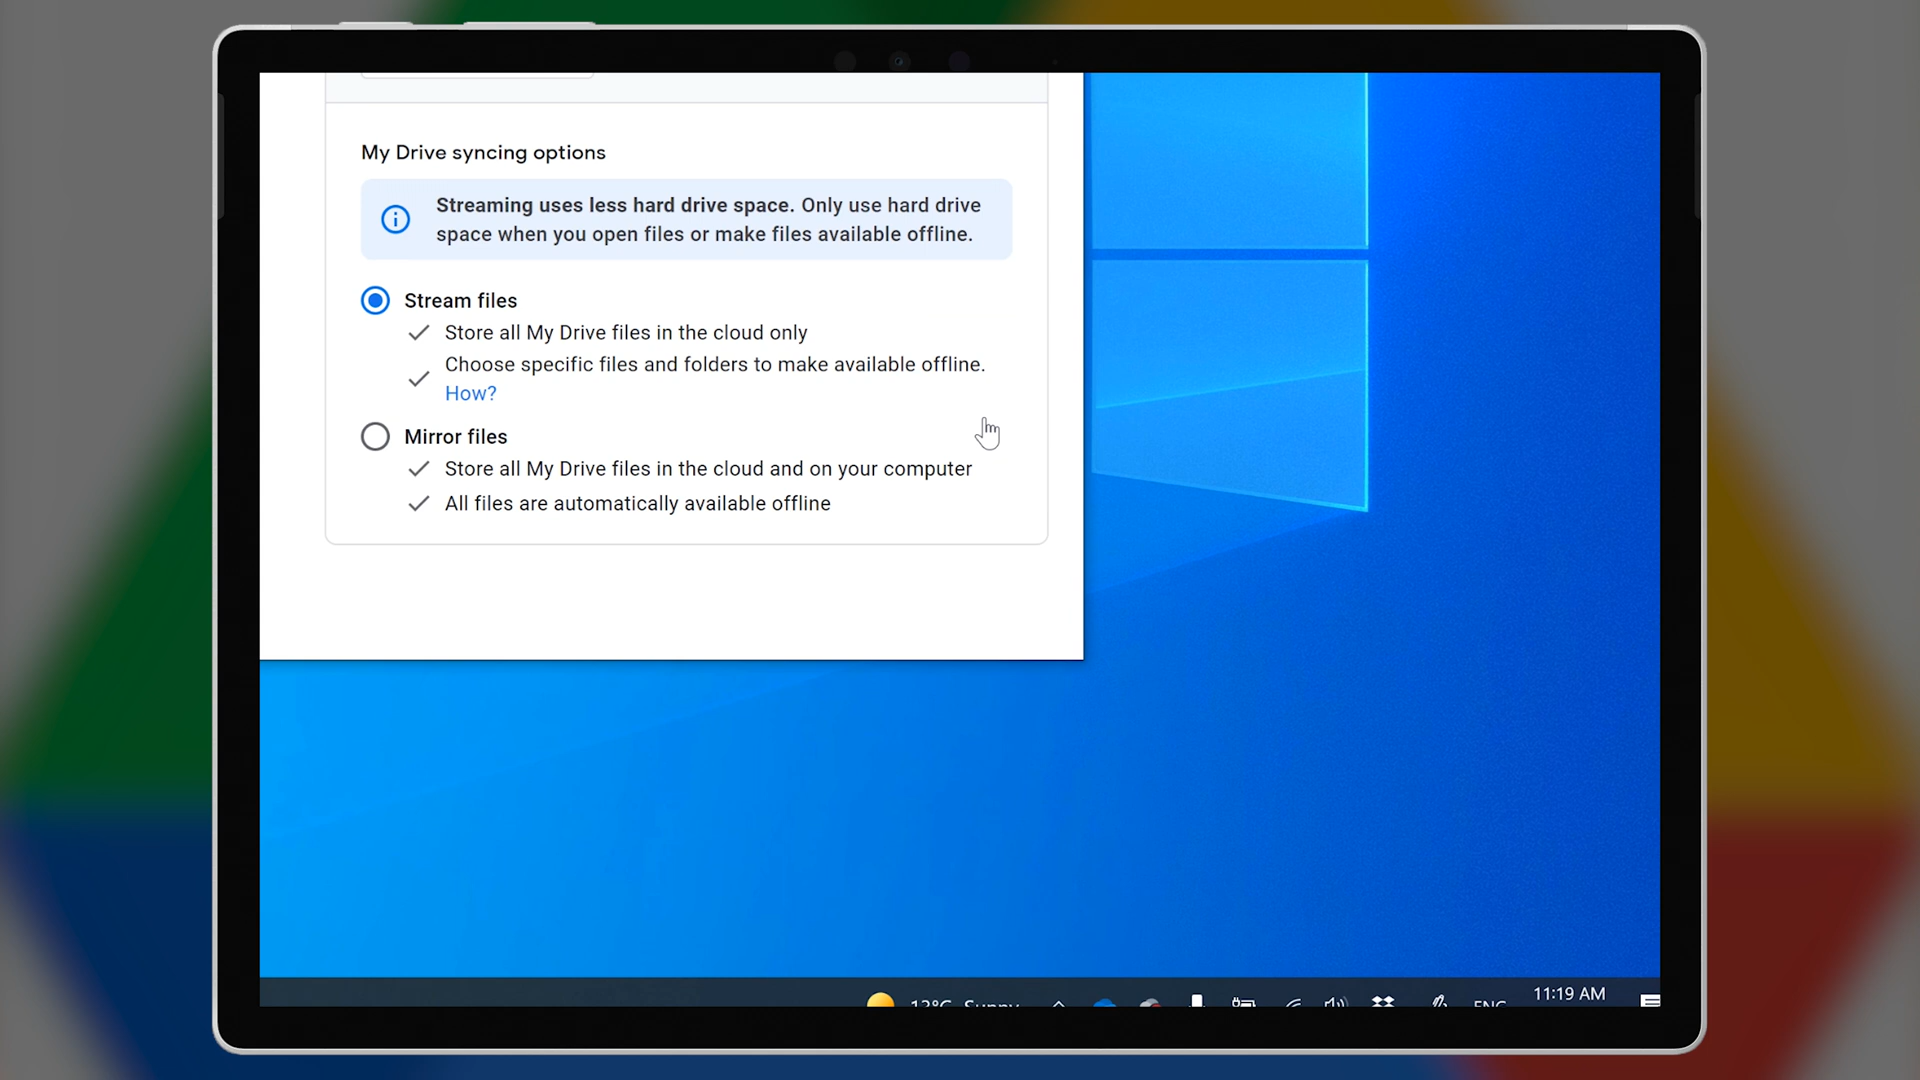 My Drive syncing options
Streaming uses less hard drive space. Only use hard drive
space when you open files or make files available offline.
Stream files
Store all My Drive files in the cloud only
Choose specific files and folders to make available offline.
How?
Mirror files
Store all My Drive files in the cloud and on your computer
All files are automatically available offline
13°C Sunny
ENG
11:19 AM